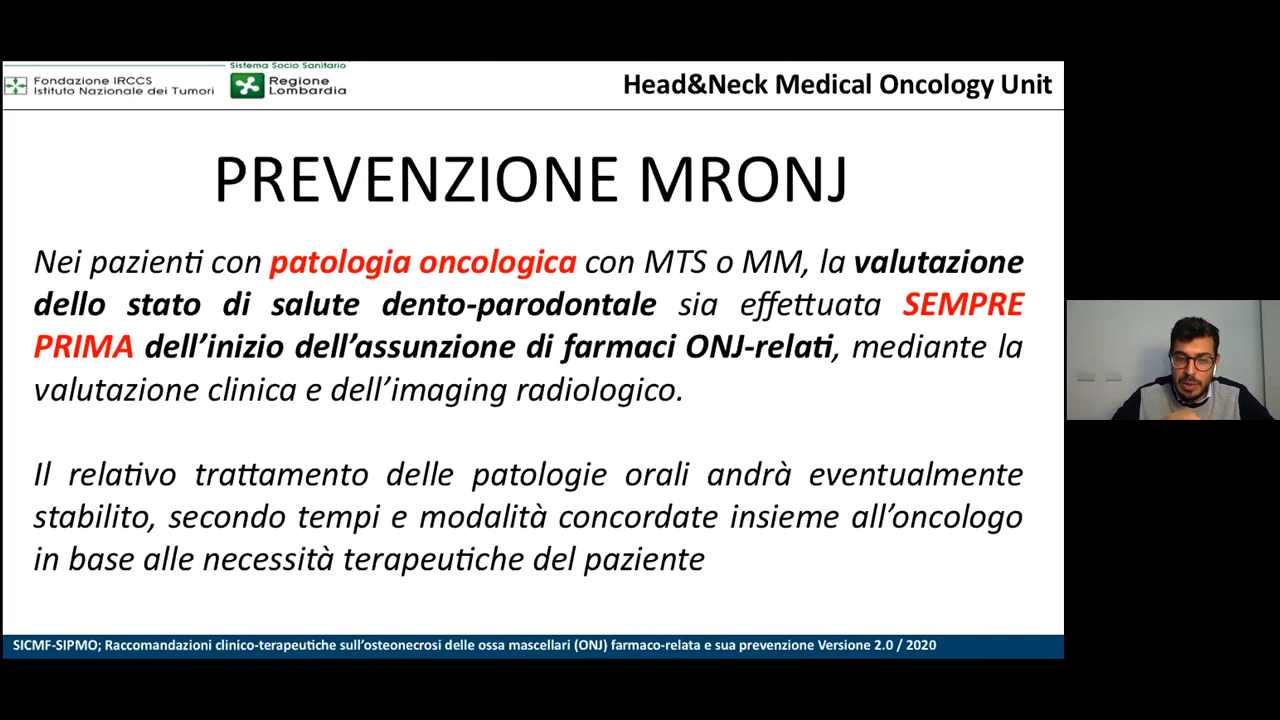 Sistema Socio Sanitario
Fondazione IRCCS
Istituto Nazionale dei Tumori
Regione
Lombardia
Head&Neck Medical Oncology Unit
PREVENZIONE MRONJ
Nei pazienti con patologia oncologica con MTS o MM, la valutazione
dello stato di salute dento-parodontale sia effettuata SEMPRE
PRIMA dell’inizio dell’assunzione di farmaci ONJ-relati, mediante la
valutazione clinica e dell’imaging radiologico.
Il relativo trattamento delle patologie orali andrà eventualmente
stabilito, secondo tempi e modalità concordate insieme all’oncologo
in base alle necessità terapeutiche del paziente
SICMF-SIPMO; Raccomandazioni clinico-terapeutiche sull’osteonecrosi delle ossa mascellari (ONJ) farmaco-relata e sua prevenzione Versione 2.0 / 2020